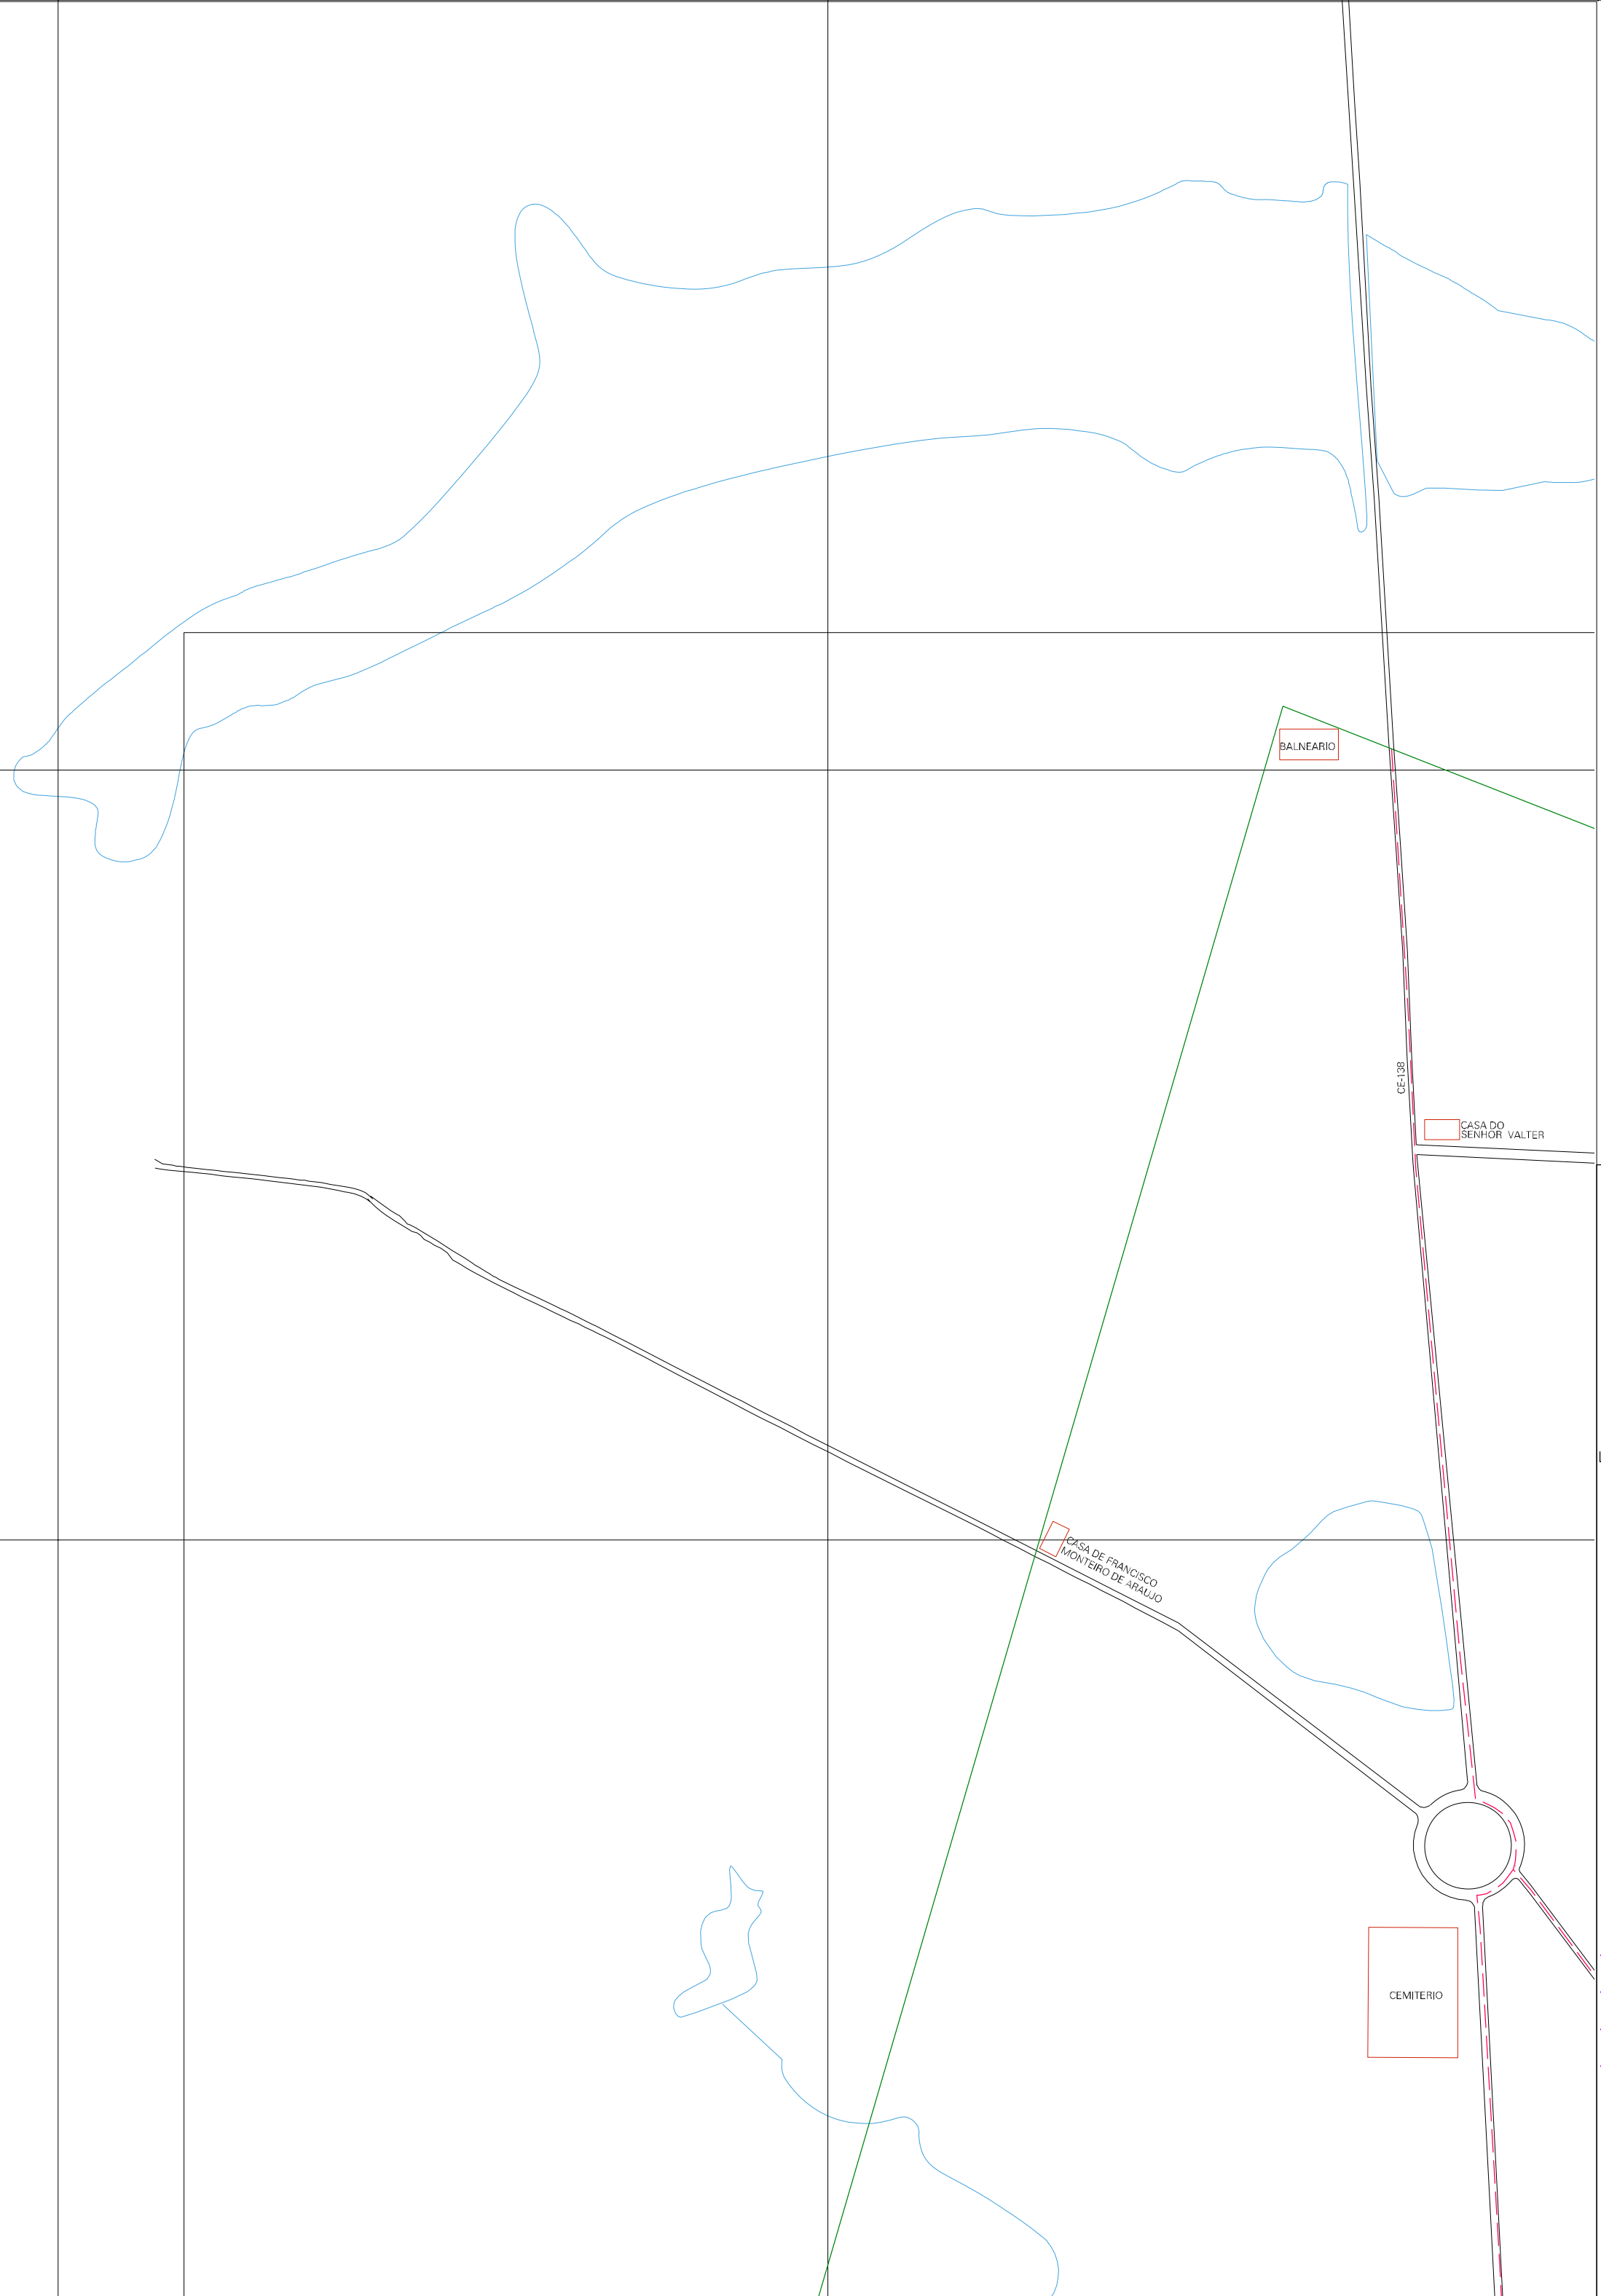 BALNEARIO
CE-138
CASA DO
SENHOR VALTER
CASA DE FRANCISCO
MONTEIRO DE ARAUJO
CEMITERIO